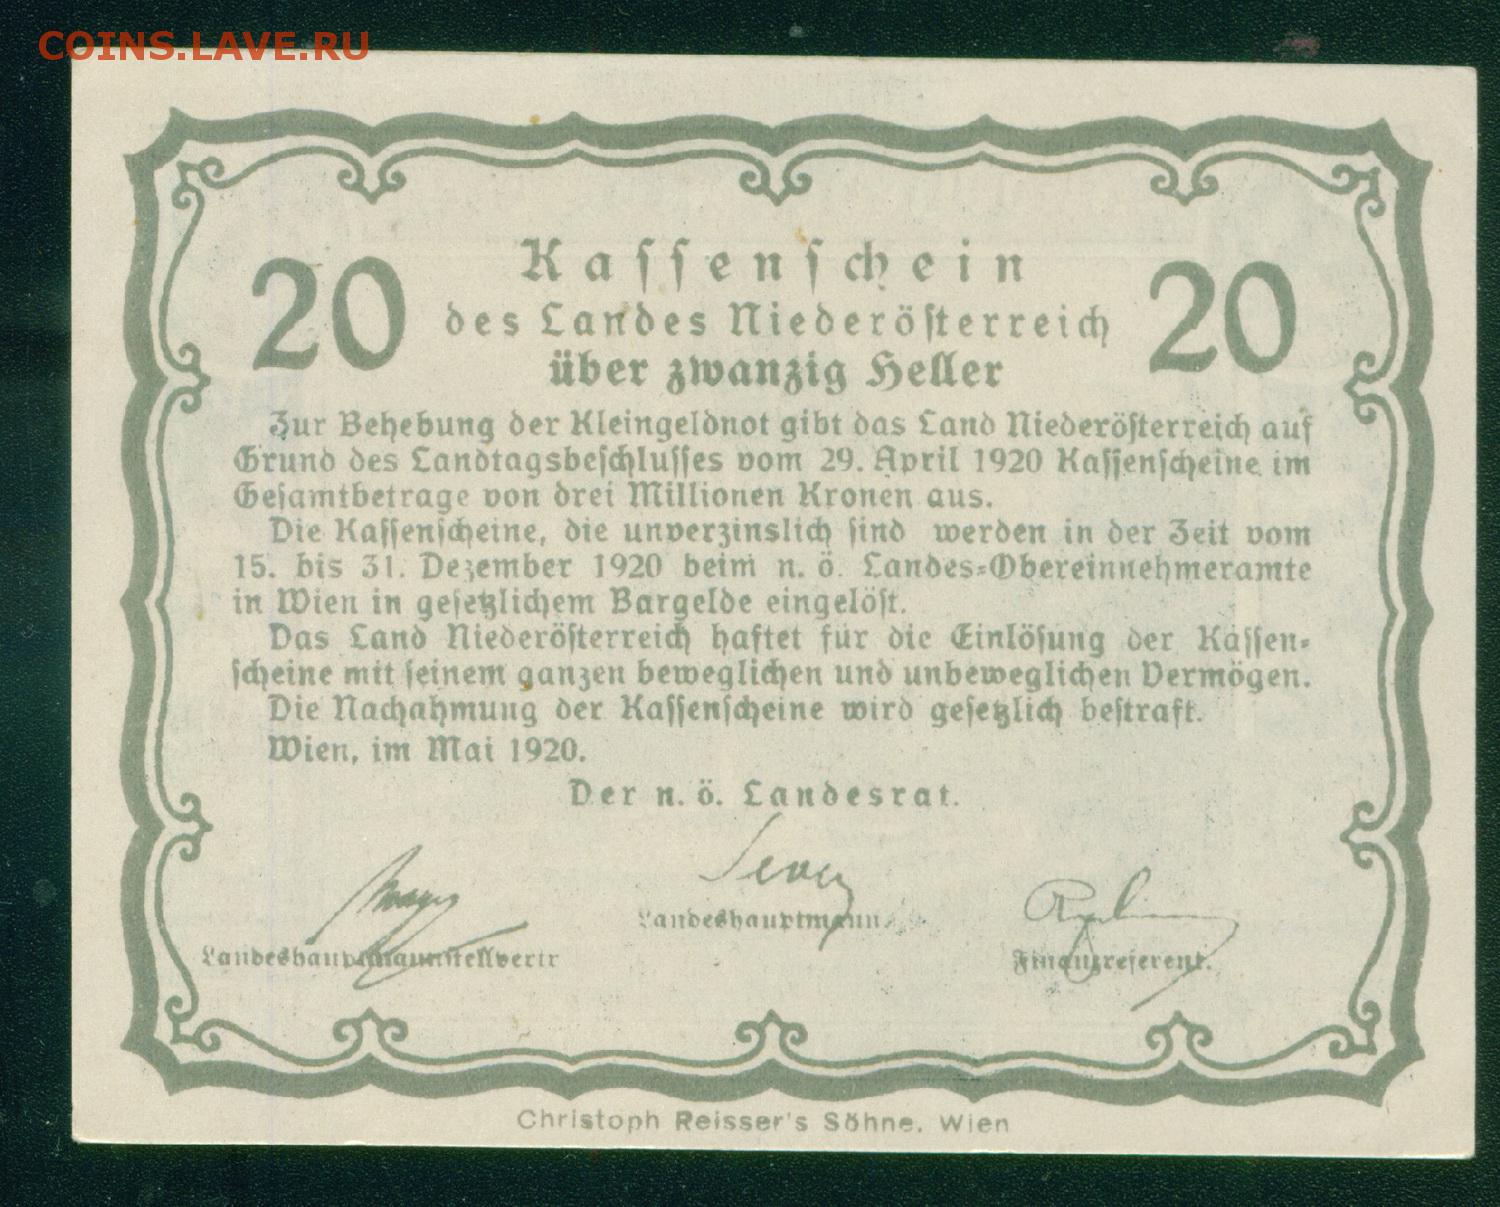 COINS.LAVE.RU
Kassenschein
20 des Landes Niederösterreich 20
über zwanzig Heller
Zur Behebung der Kleingeldnot gibt das Land Niederösterreich auf
Grund des Landtagsbeschlusses vom 29. April 1920 Kassenscheine im
Gesamtbetrage von drei Millionen Kronen aus.
Die Kassenscheine, die unverzinslich sind werden in der Zeit vom
15. bis 31. Dezember 1920 beim n. ö. Landes-Obereinnehmeramte
in Wien in gesetzlichem Bargelde eingelöst.
Das Land Niederösterreich haftet für die Einlösung der Kassen-
scheine mit seinem ganzen beweglichen und unbeweglichen Vermögen.
Die Nachahmung der Kassenscheine wird gesetzlich bestraft.
Wien, im Mai 1920.
Der n. ö. Landesrat.
Sever
Landeshauptmann.
Landeshauptmannstellvertr
Finanzreferent.
Christoph Reisser's Söhne, Wien